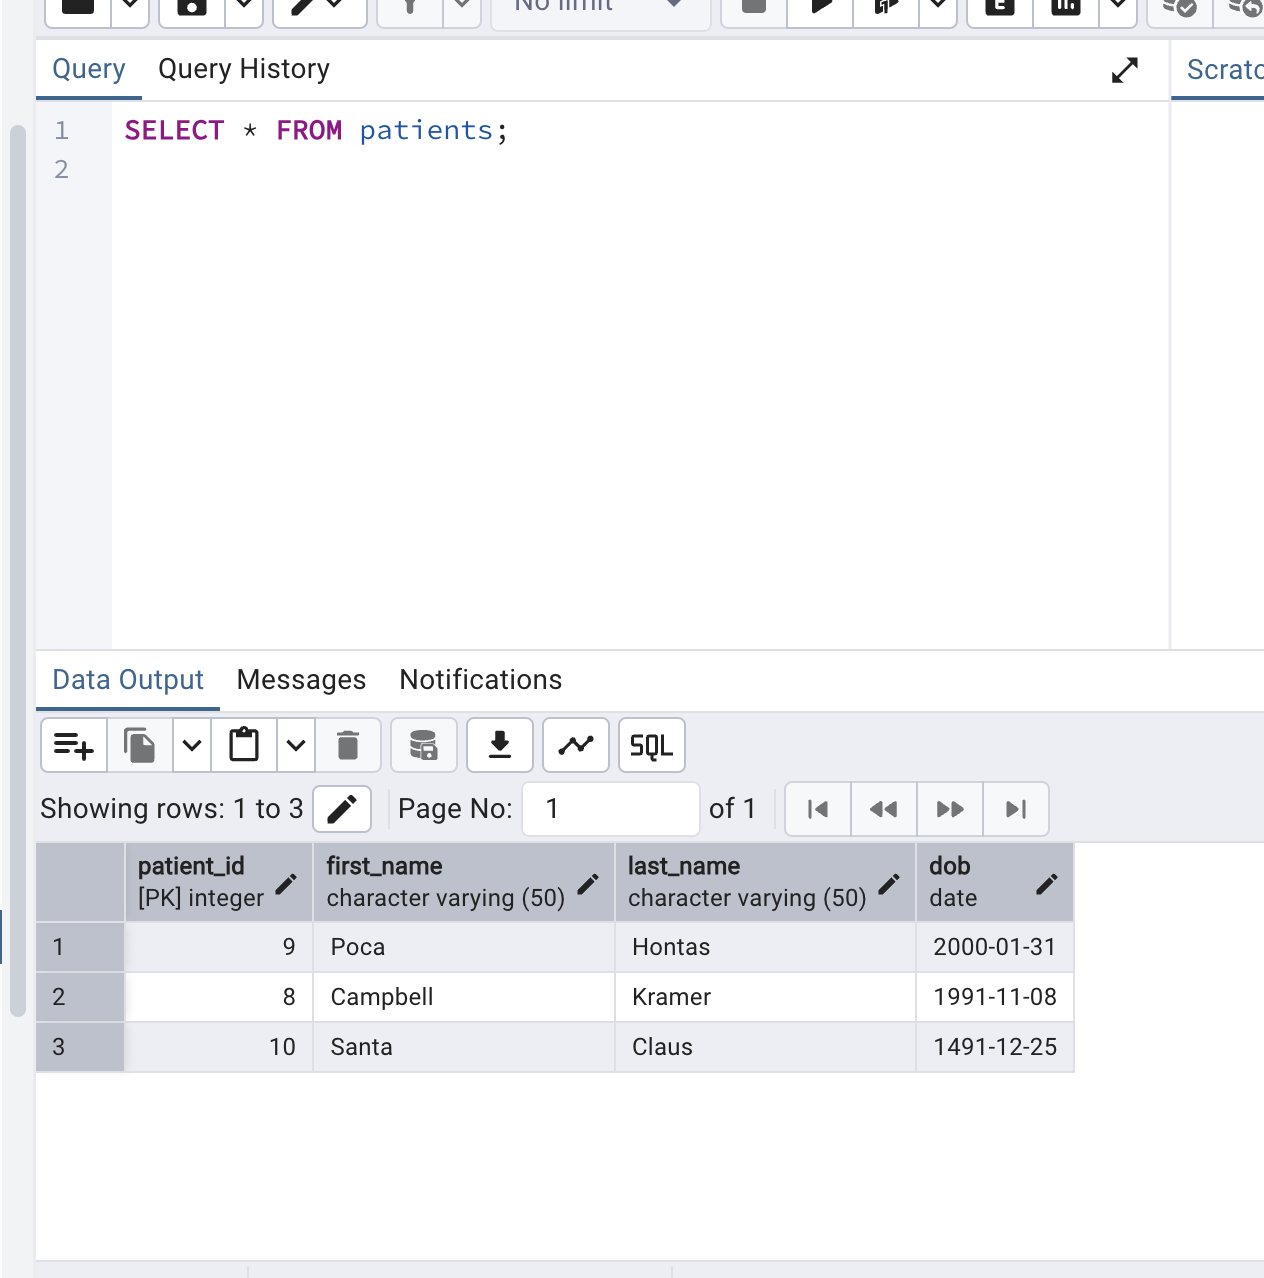 No limit
Query Query History
Scratc
1 SELECT * FROM patients;
2
Data Output Messages Notifications
SQL
Showing rows: 1 to 3 Page No: 1 of 1
patient_id first_name last_name dob
[PK] integer character varying (50) character varying (50) date
1 9 Poca Hontas 2000-01-31
2 8 Campbell Kramer 1991-11-08
3 10 Santa Claus 1491-12-25